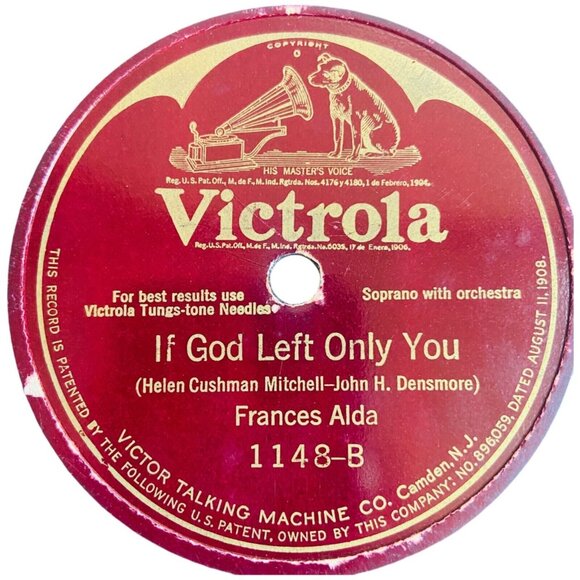 COPYRIGHT
HIS MASTER'S VOICE
Reg. U.S. Pat. Off., M. de F., M. Ind. Rgtrda. Nos. 4176 y 4180, 1 de Febrero, 1904.
Victrola
Reg. U.S. Pat. Off., M. de F., M. Ind. Rgtrda. No. 6035, 17 de Enero, 1906.
For best results use
Victrola Tungs-tone Needles
Soprano with orchestra
If God Left Only You
(Helen Cushman Mitchell–John H. Densmore)
Frances Alda
1148-B
VICTOR TALKING MACHINE CO. Camden, N.J.
THIS RECORD IS PATENTED BY THE FOLLOWING U.S. PATENT, OWNED BY THIS COMPANY: NO. 896,059, DATED AUGUST 11, 1908.